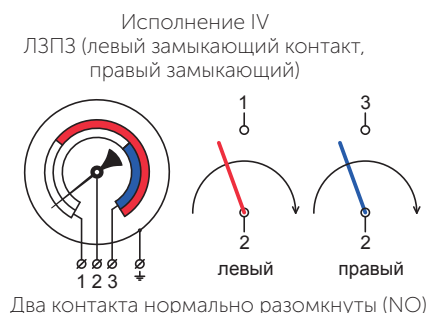 Исполнение IV
ЛЗПЗ (левый замыкающий контакт,
правый замыкающий)
1 3
1 2 3
2 2
левый правый
Два контакта нормально разомкнуты (NO)